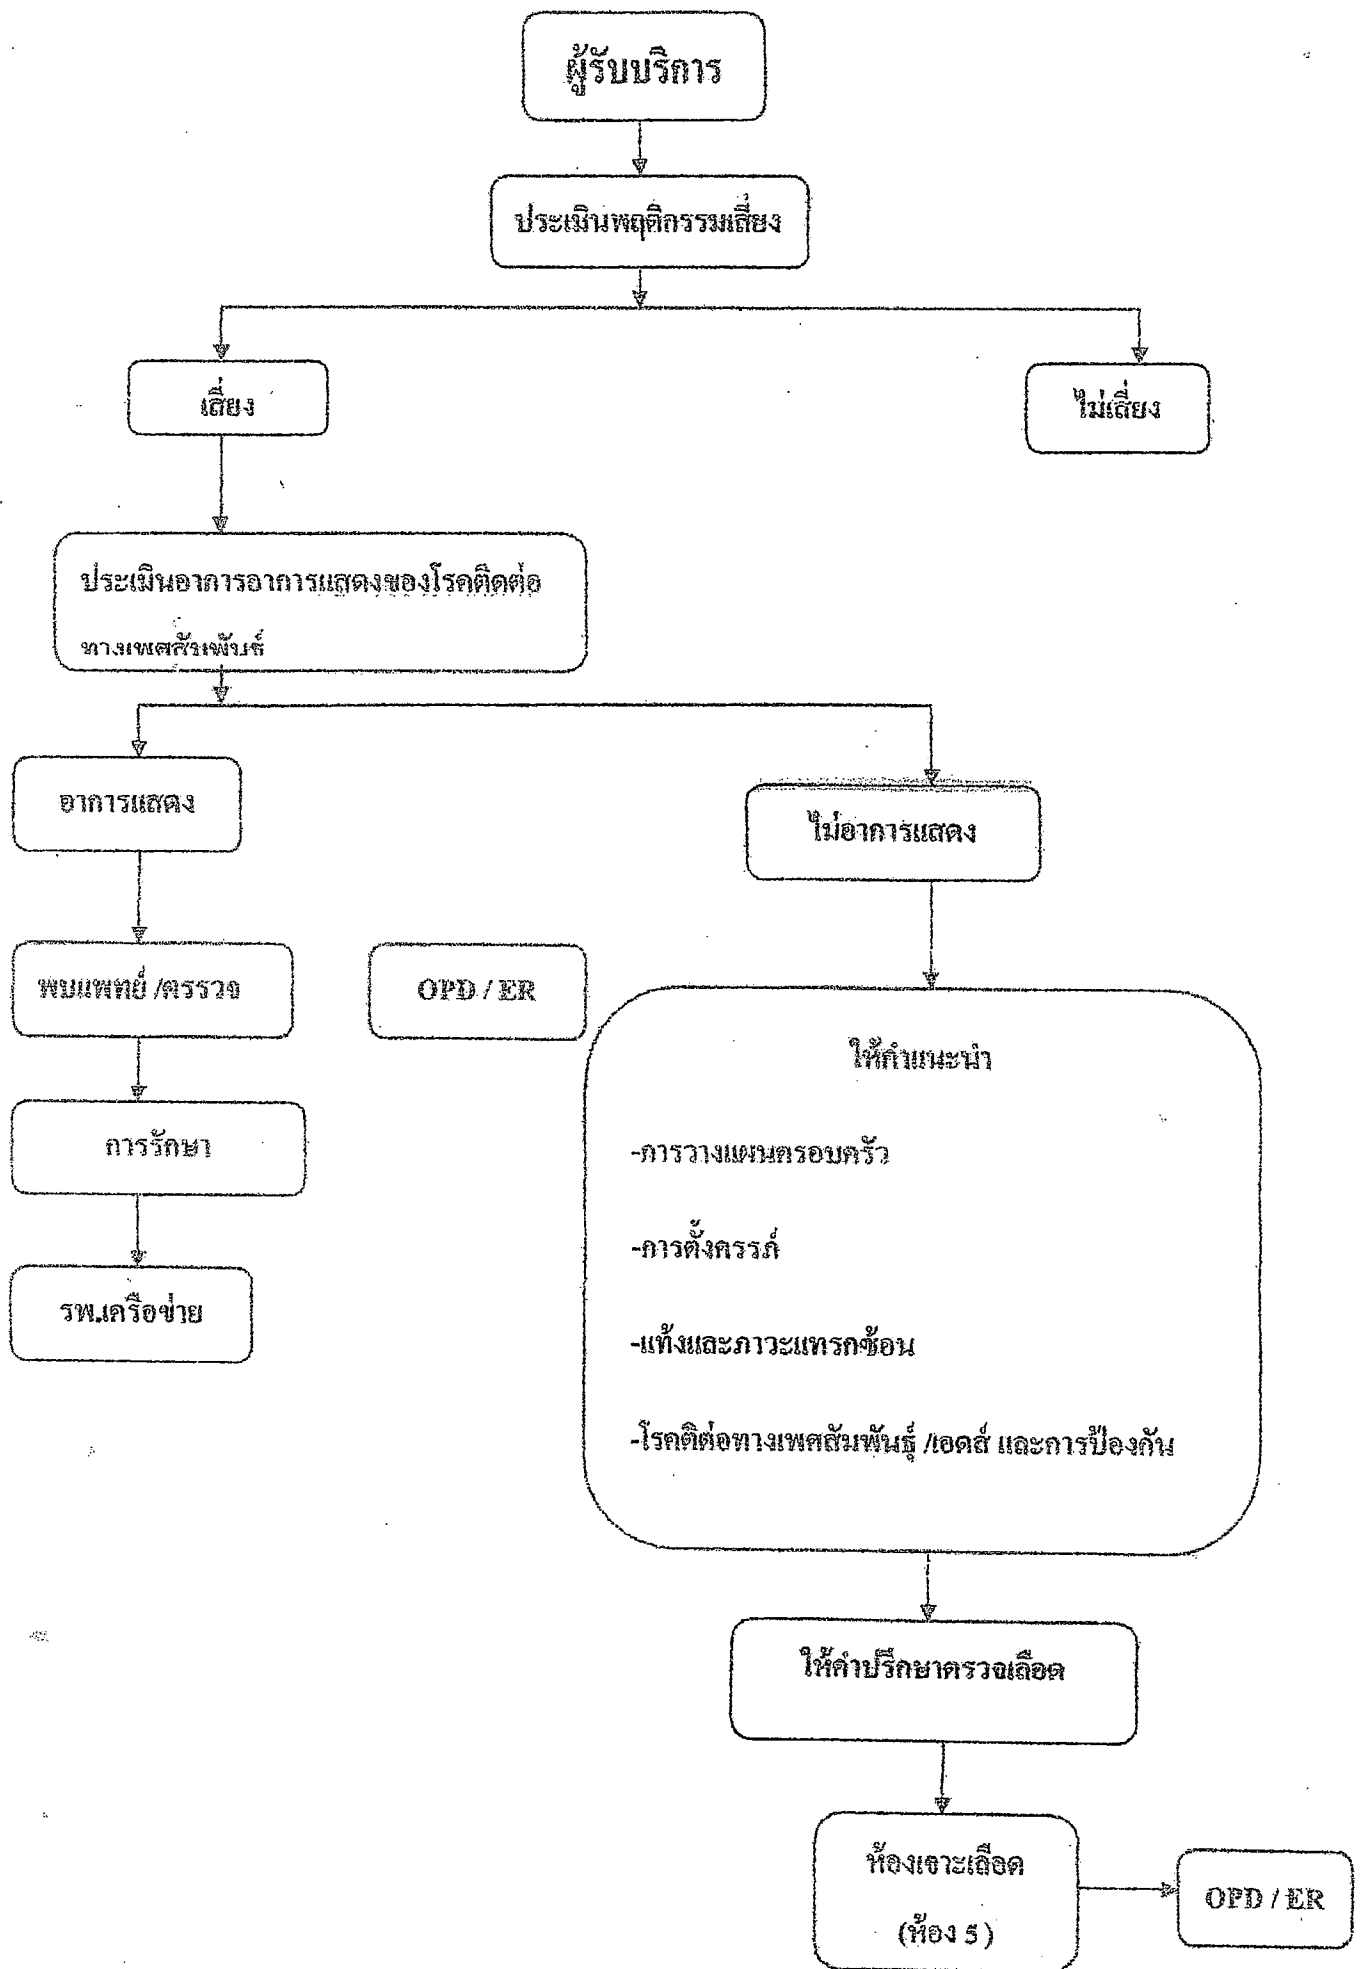 ผู้รับบริการ
ประเมินพฤติกรรมเสี่ยง
เสี่ยง
ไม่เสี่ยง
ประเมินอาการอาการแสดงของโรคติดต่อ
ทางเพศสัมพันธ์
อาการแสดง
ไม่อาการแสดง
พบแพทย์ /ตรรวจ
OPD / ER
ให้คำแนะนำ
การรักษา
-การวางแผนครอบครัว
-การตั้งครรภ์
รพ.เครือข่าย
-แท้งและภาวะแทรกซ้อน
-โรคติต่อทางเพศสัมพันธุ์ /เอดส์ และการป้องกัน
ให้คำปรึกษาตรวจเลือด
ห้องเจาะเลือด
(ห้อง 5 )
OPD / ER